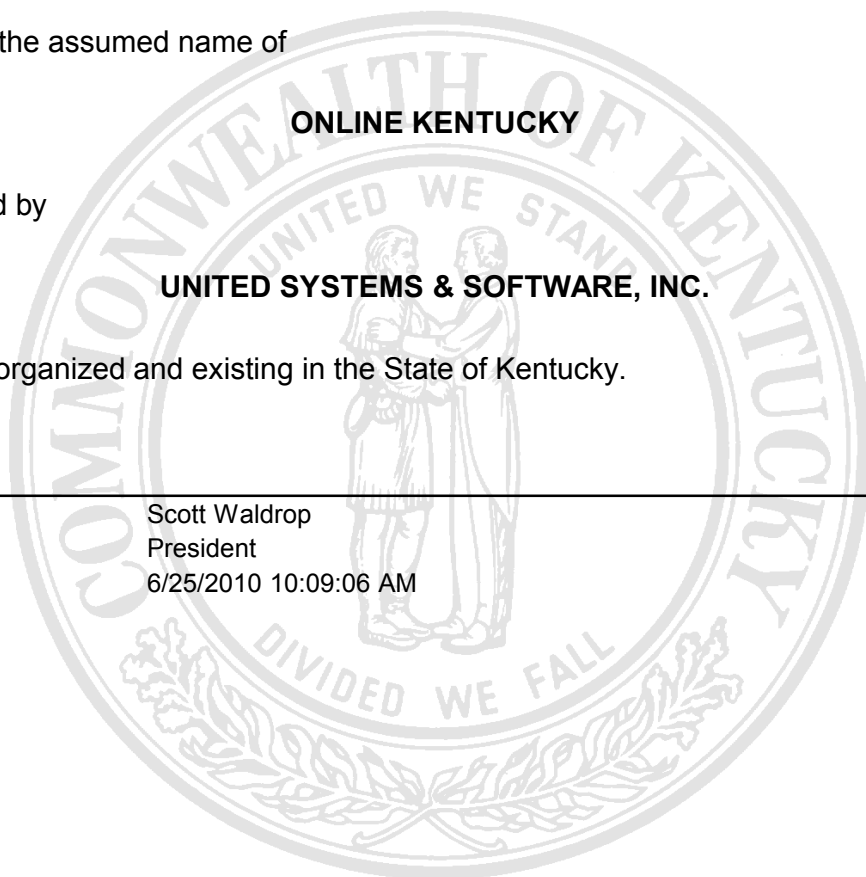 the assumed name of
ONLINE KENTUCKY
d by
UNITED SYSTEMS & SOFTWARE, INC.
organized and existing in the State of Kentucky.
Scott Waldrop
President
6/25/2010 10:09:06 AM
COMMONWEALTH OF KENTUCKY
UNITED WE STAND
DIVIDED WE FALL